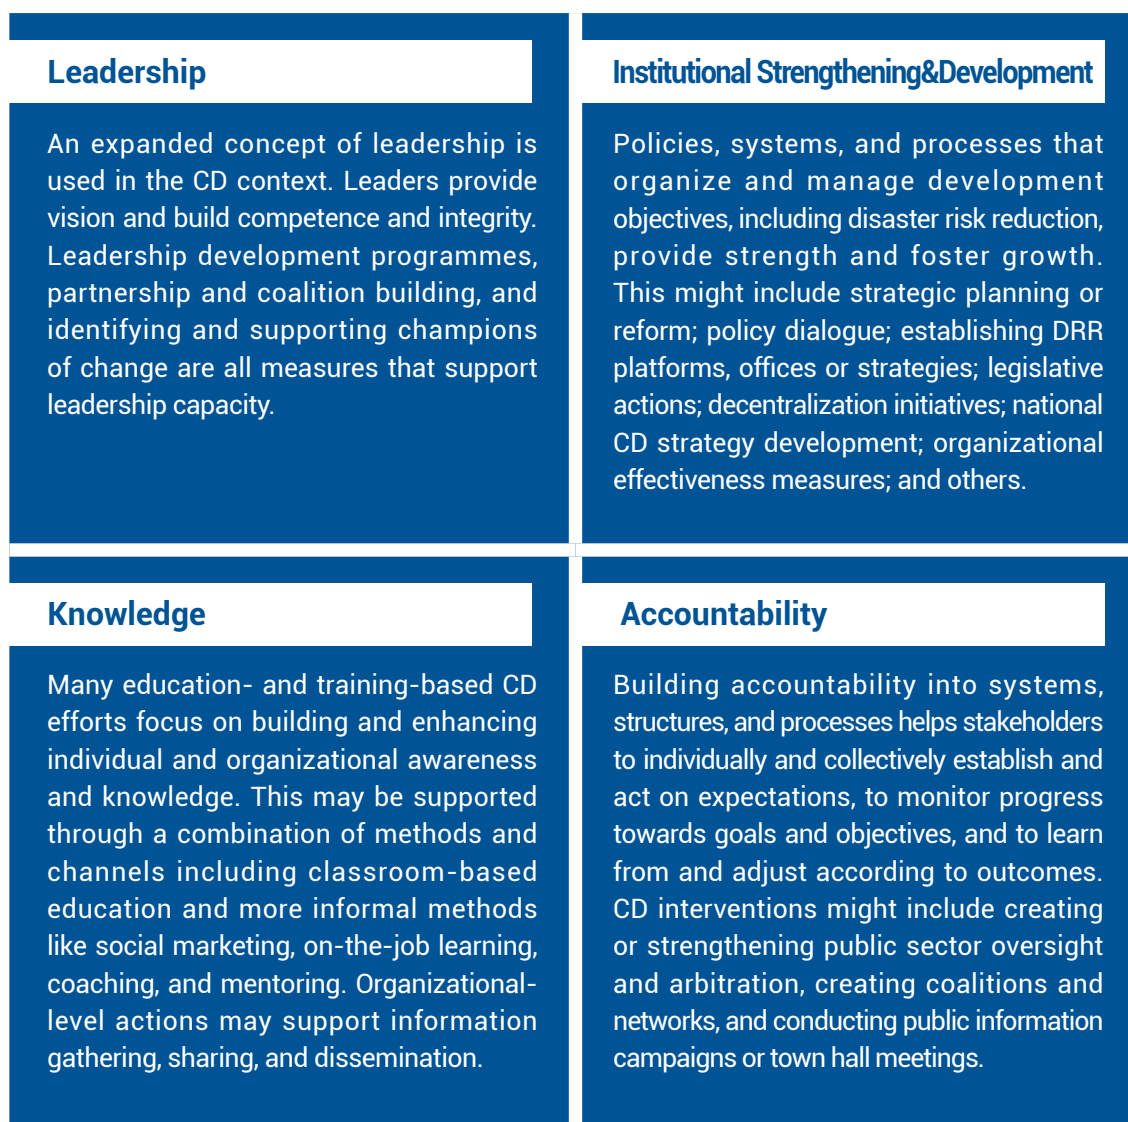 Leadership
An expanded concept of leadership is
used in the CD context. Leaders provide
vision and build competence and integrity.
Leadership development programmes,
partnership and coalition building, and
identifying and supporting champions
of change are all measures that support
leadership capacity.
Institutional Strengthening&Development
Policies, systems, and processes that
organize and manage development
objectives, including disaster risk reduction,
provide strength and foster growth.
This might include strategic planning or
reform; policy dialogue; establishing DRR
platforms, offices or strategies; legislative
actions; decentralization initiatives; national
CD strategy development; organizational
effectiveness measures; and others.
Knowledge
Many education- and training-based CD
efforts focus on building and enhancing
individual and organizational awareness
and knowledge. This may be supported
through a combination of methods and
channels including classroom-based
education and more informal methods
like social marketing, on-the-job learning,
coaching, and mentoring. Organizational-
level actions may support information
gathering, sharing, and dissemination.
Accountability
Building accountability into systems,
structures, and processes helps stakeholders
to individually and collectively establish and
act on expectations, to monitor progress
towards goals and objectives, and to learn
from and adjust according to outcomes.
CD interventions might include creating
or strengthening public sector oversight
and arbitration, creating coalitions and
networks, and conducting public information
campaigns or town hall meetings.